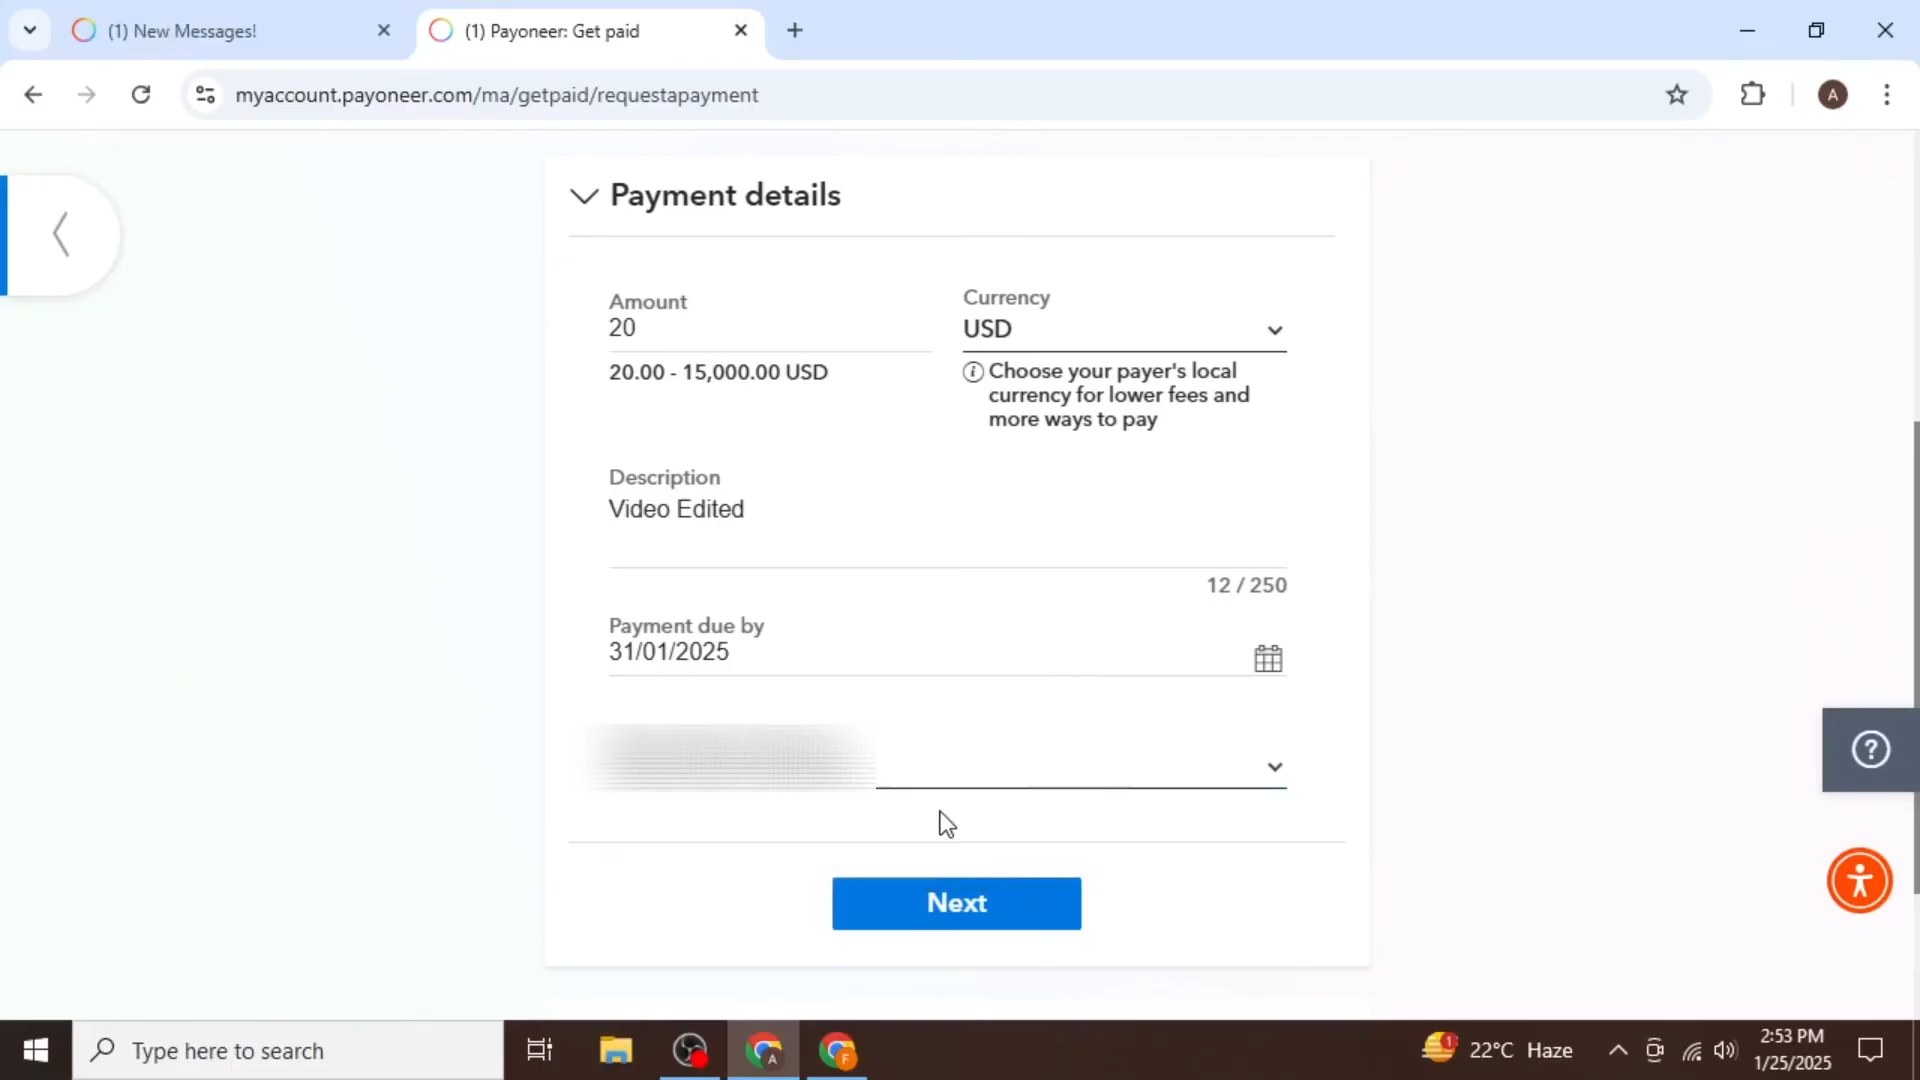 (1) New Messages!
(1) Payoneer: Get paid
myaccount.payoneer.com/ma/getpaid/requestapayment
A
Payment details
Amount
20
20.00 - 15,000.00 USD
Currency
USD
Choose your payer's local
currency for lower fees and
more ways to pay
Description
Video Edited
12 / 250
Payment due by
31/01/2025
Next
Type here to search
A
F
1
22°C Haze
2:53 PM
1/25/2025